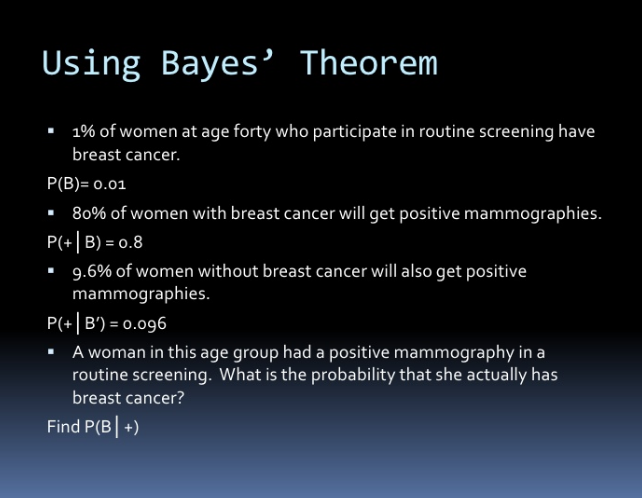 Using Bayes’ Theorem
▪ 1% of women at age forty who participate in routine screening have
breast cancer.
P(B)= 0.01
▪ 80% of women with breast cancer will get positive mammographies.
P(+│B) = 0.8
▪ 9.6% of women without breast cancer will also get positive
mammographies.
P(+│B’) = 0.096
▪ A woman in this age group had a positive mammography in a
routine screening. What is the probability that she actually has
breast cancer?
Find P(B│+)